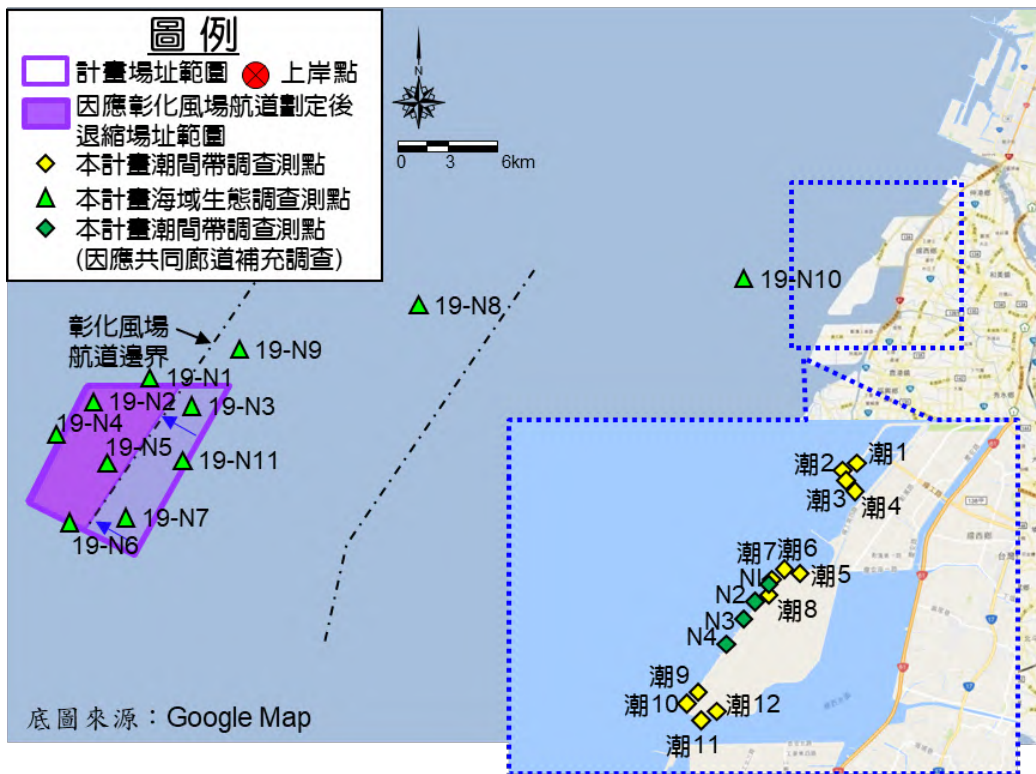 圖例
計畫場址範圍
上岸點
因應彰化風場航道劃定後
退縮場址範圍
本計畫潮間帶調查測點
本計畫海域生態調查測點
本計畫潮間帶調查測點
(因應共同廊道補充調查)
N
0 3 6km
彰化風場
航道邊界
19-N10
19-N8
19-N9
19-N1
19-N2
19-N3
19-N4
19-N5
19-N11
19-N7
19-N6
潮1
潮2
潮3
潮4
潮7
潮6
潮5
N1
N2
潮8
N3
N4
潮9
潮10
潮12
潮11
線西鄉
底圖來源：Google Map